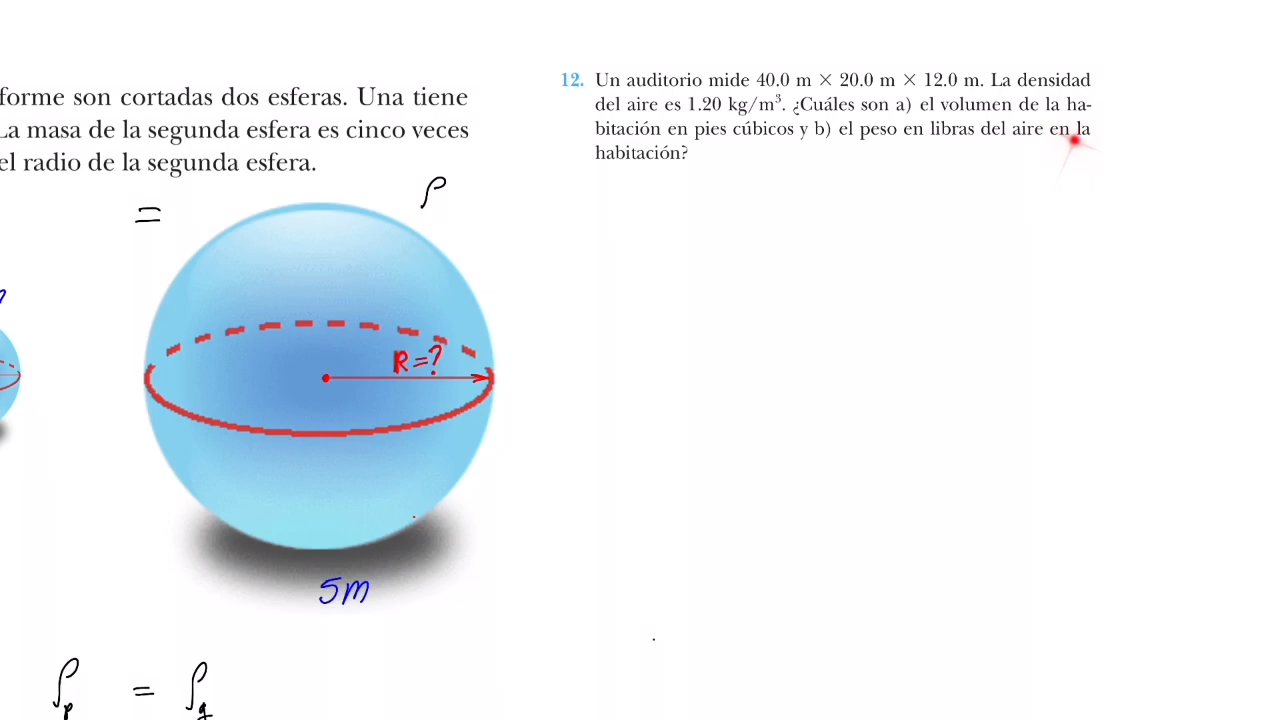 forme son cortadas dos esferas. Una tiene
La masa de la segunda esfera es cinco veces
el radio de la segunda esfera.
=
ρ
R=?
5m
ρp = ρg
12. Un auditorio mide 40.0 m × 20.0 m × 12.0 m. La densidad
del aire es 1.20 kg/m³. ¿Cuáles son a) el volumen de la ha-
bitación en pies cúbicos y b) el peso en libras del aire en la
habitación?